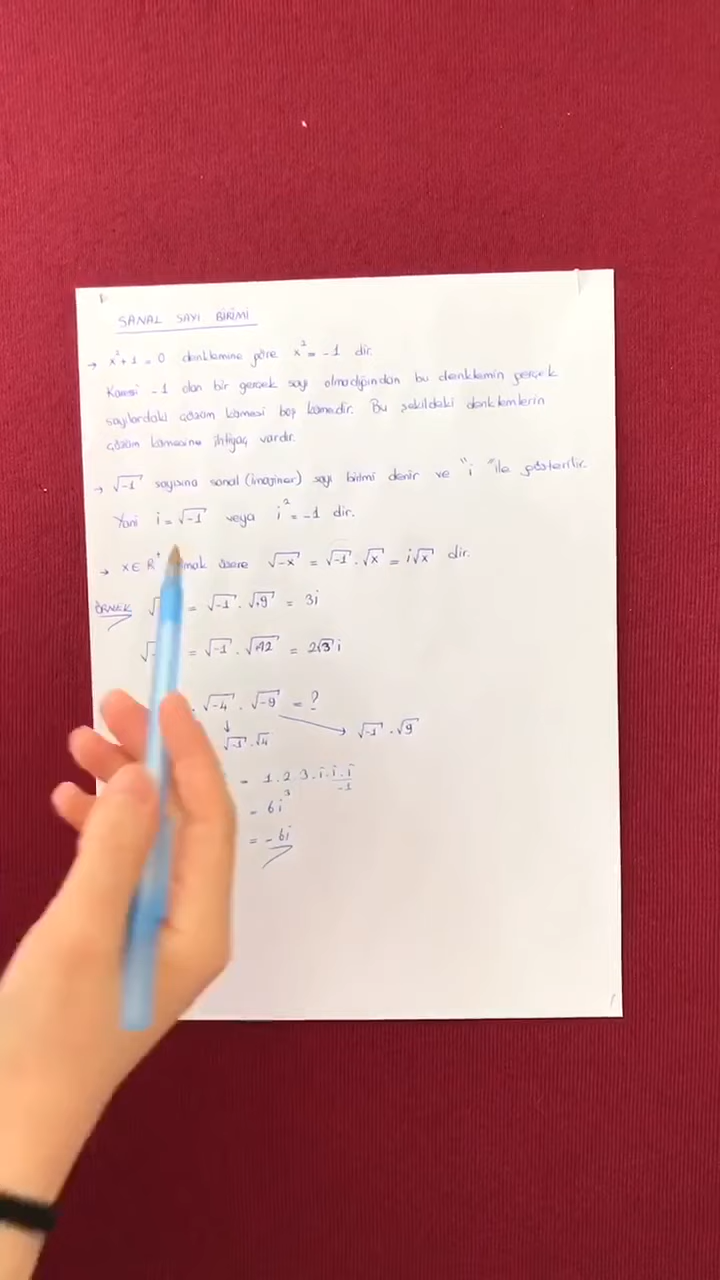 SANAL SAYI BİRİMİ
→ x²+1=0 denklemine göre x² = -1 dir.
Karesi -1 olan bir gerçek sayı olmadığından bu denklemin gerçek
sayılardaki çözüm kümesi boş kümedir. Bu şekildeki denklemlerin
çözüm kümesine ihtiyaç vardır.
→ √-1 sayısına sanal (imajiner) sayı birimi denir ve "i" ile gösterilir.
Yani i = √-1 veya i² = -1 dir.
→ x ∈ R⁺ olmak üzere √-x = √-1 . √x = i√x dir.
ÖRNEK = √-1 . √9 = 3i
= √-1 . √12 = 2√3 i
. √-4 . √-9 = ?
↓ √-1 . √4 → √-1 . √9
= 1.2.3.i.i.i
-1
= 6i³
= -6i